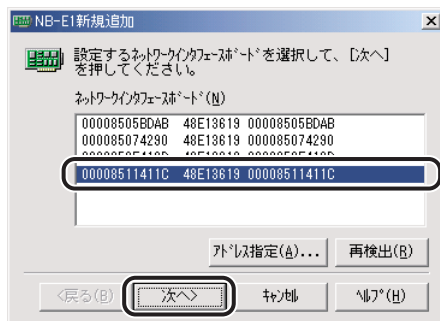 NB-E1新規追加
設定するﾈｯﾄﾜｰｸｲﾝﾀﾌｪｰｽﾎﾞｰﾄﾞを選択して、[次へ]
を押してください。
ﾈｯﾄﾜｰｸｲﾝﾀﾌｪｰｽﾎﾞｰﾄﾞ(N)
00008505BDAB 48E13619 00008505BDAB
000085074290 48E13619 000085074290
00008511411C 48E13619 00008511411C
ｱﾄﾞﾚｽ指定(A)... 再検出(R)
<戻る(B) 次へ> ｷｬﾝｾﾙ ﾍﾙﾌﾟ(H)